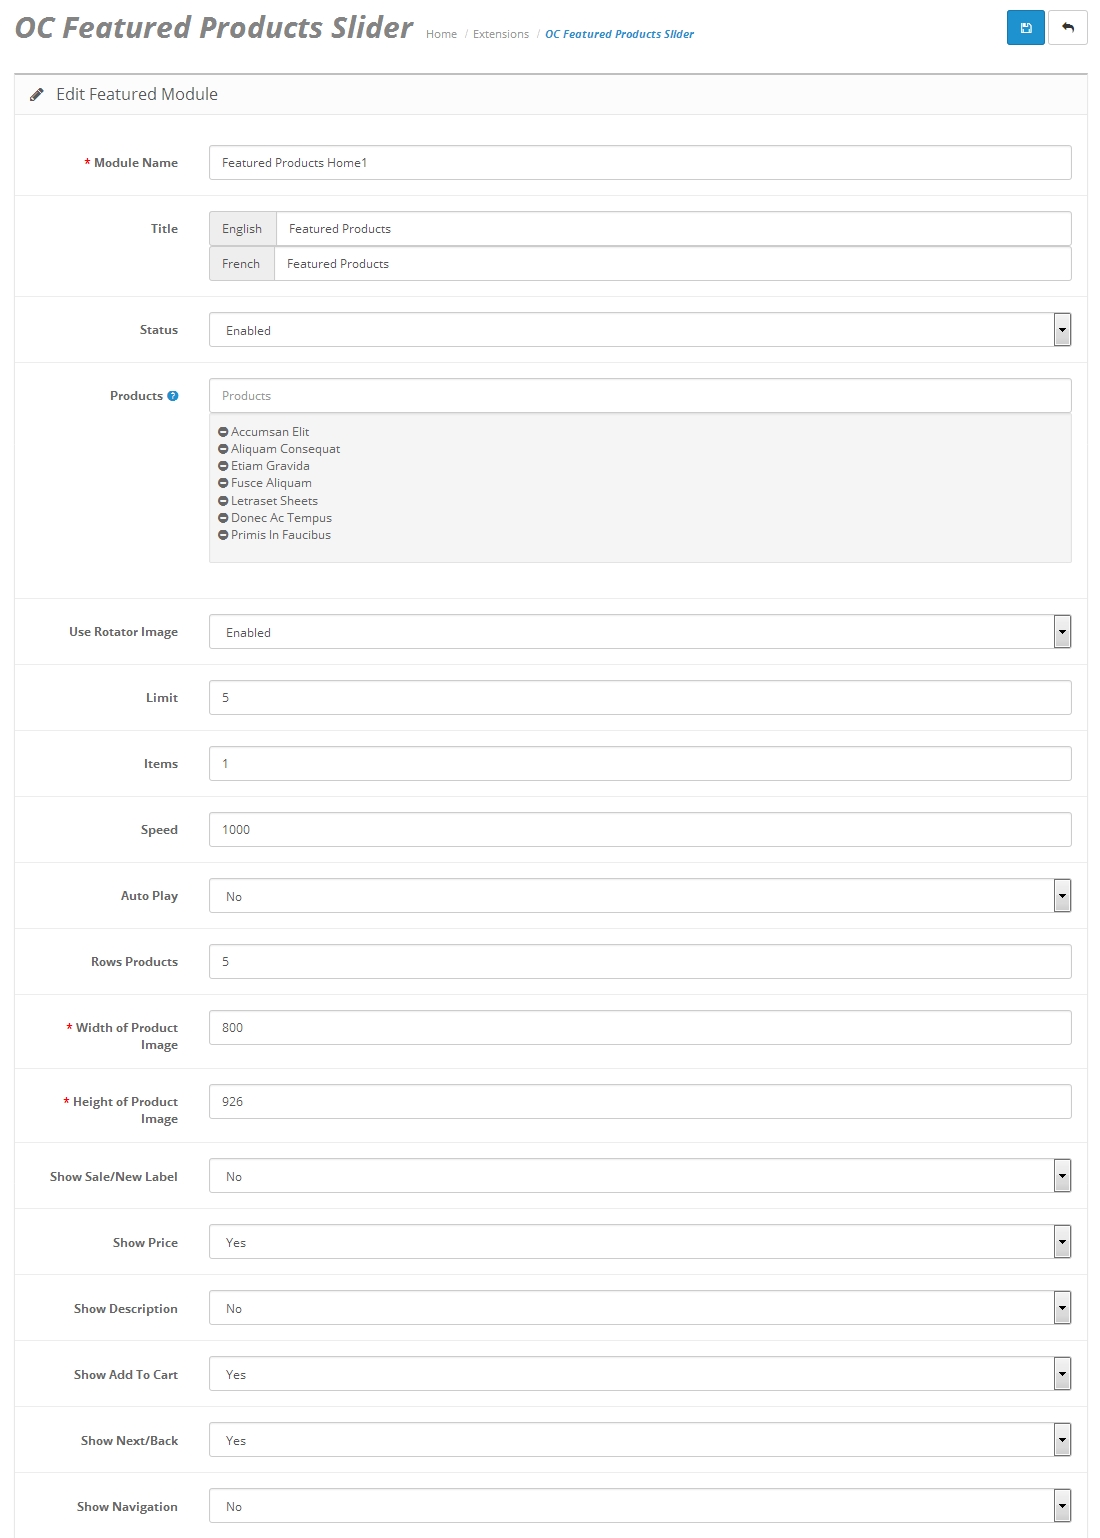 OC Featured Products Slider Home / Extensions / OC Featured Products Slider
Edit Featured Module
* Module Name Featured Products Home1
Title English Featured Products
French Featured Products
Status Enabled
Products ? Products
Accumsan Elit
Aliquam Consequat
Etiam Gravida
Fusce Aliquam
Letraset Sheets
Donec Ac Tempus
Primis In Faucibus
Use Rotator Image Enabled
Limit 5
Items 1
Speed 1000
Auto Play No
Rows Products 5
* Width of Product 800
Image
* Height of Product 926
Image
Show Sale/New Label No
Show Price Yes
Show Description No
Show Add To Cart Yes
Show Next/Back Yes
Show Navigation No